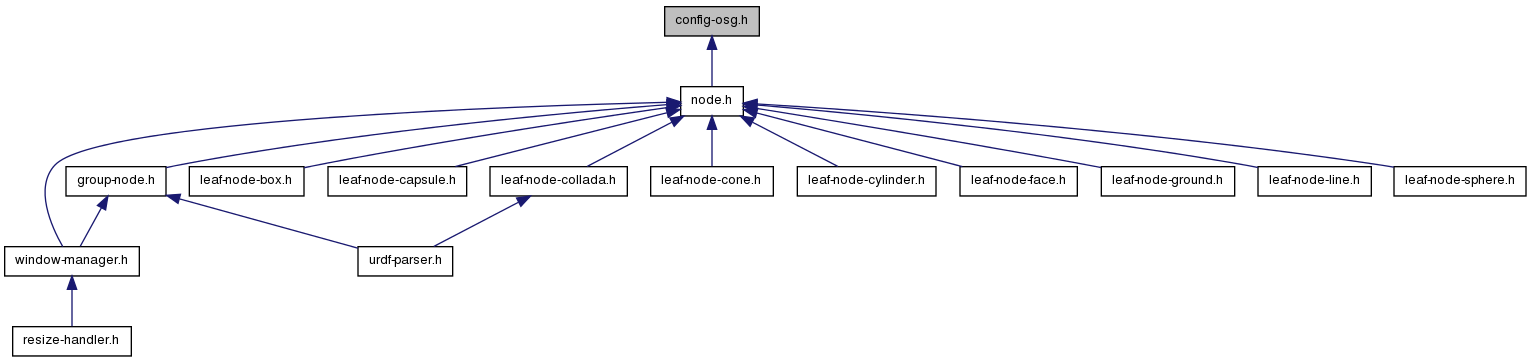 config-osg.h
node.h
group-node.h
leaf-node-box.h
leaf-node-capsule.h
leaf-node-collada.h
leaf-node-cone.h
leaf-node-cylinder.h
leaf-node-face.h
leaf-node-ground.h
leaf-node-line.h
leaf-node-sphere.h
window-manager.h
urdf-parser.h
resize-handler.h